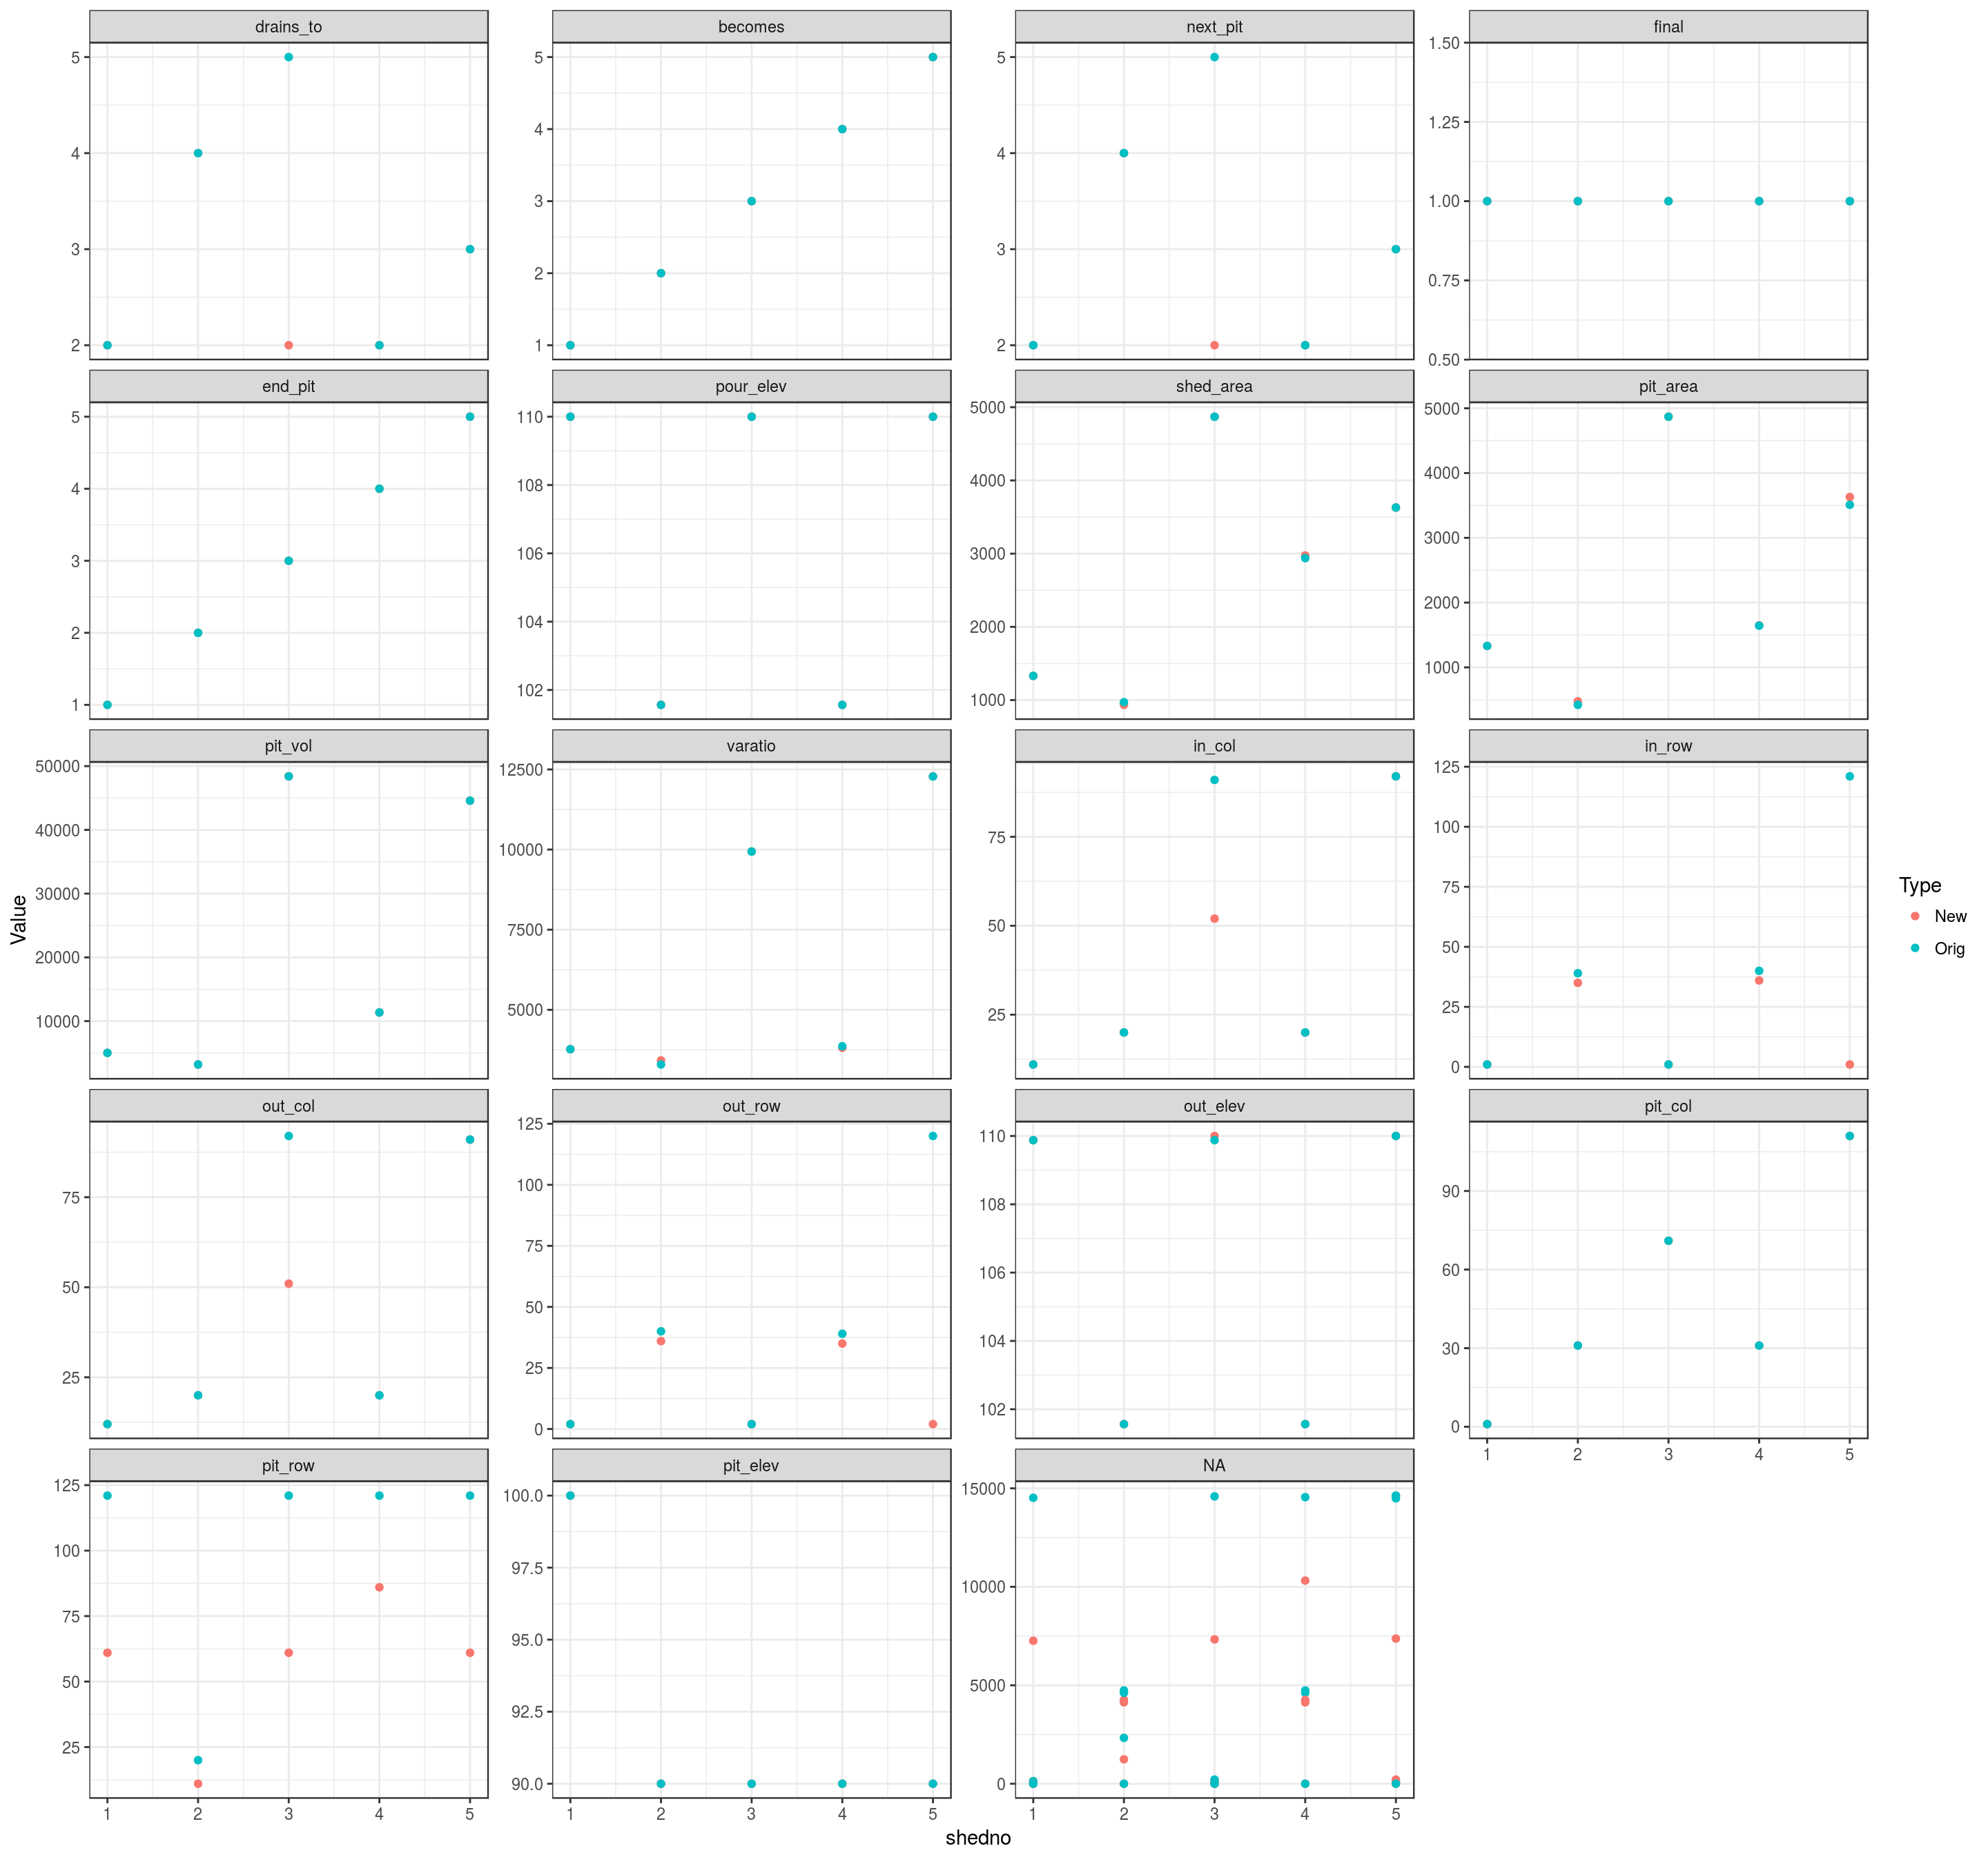 drains_to becomes next_pit final
5 5 5 1.50
4 4 4 1.25
3 3 3 1.00
2 2 2 0.75
1 0.50
end_pit pour_elev shed_area pit_area
5 110 5000 5000
4 108 4000 4000
3 106 3000 3000
2 104 2000 2000
1 102 1000 1000
pit_vol varatio in_col in_row
50000 12500 75 125
40000 10000 50 100
30000 7500 25 75
20000 5000 50
10000 25
0
Value
Type
New
Orig
out_col out_row out_elev pit_col
75 125 110 90
50 100 108 60
25 75 106 30
50 104 0
25 102
0
1 2 3 4 5
pit_row pit_elev NA
125 100.0 15000
100 97.5 10000
75 95.0 5000
50 92.5 0
25 90.0
1 2 3 4 5 1 2 3 4 5 1 2 3 4 5
shedno